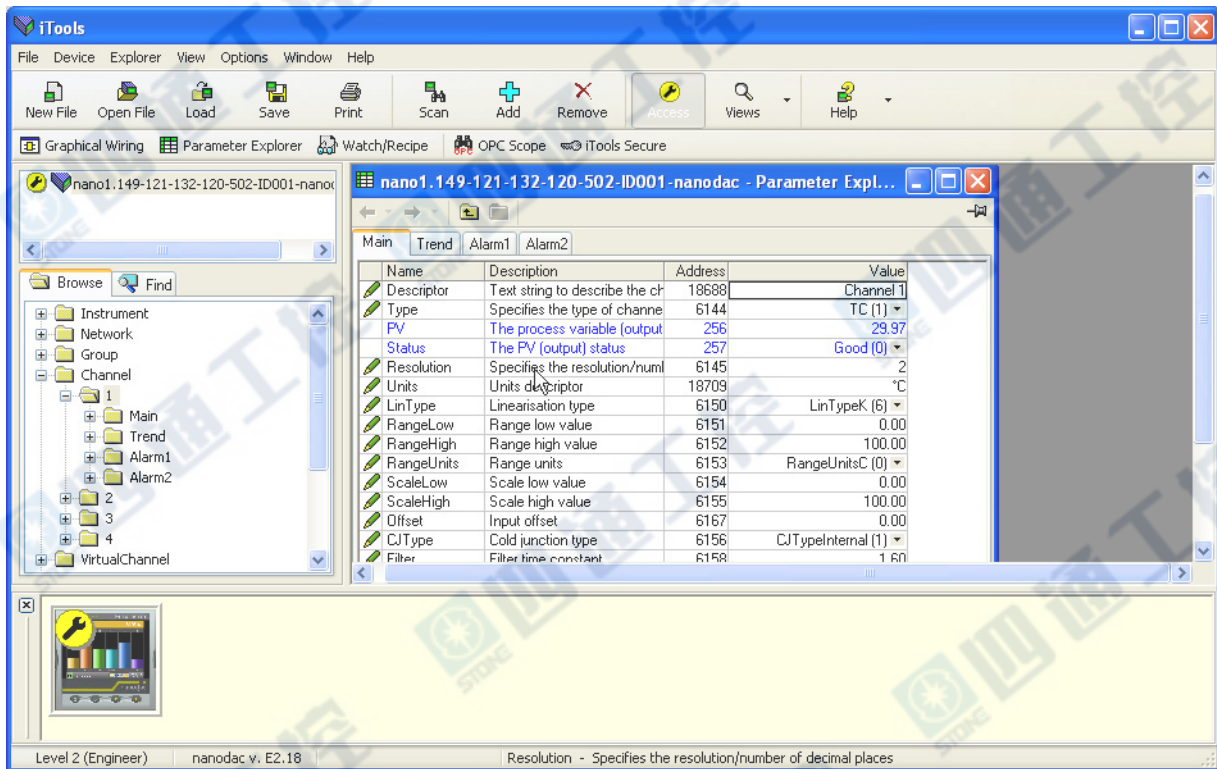 iTools
File Device Explorer View Options Window Help
New File Open File Load Save Print Scan Add Remove Access Views Help
Graphical Wiring Parameter Explorer Watch/Recipe OPC Scope iTools Secure
nano1.149-121-132-120-502-ID001-nanod
nano1.149-121-132-120-502-ID001-nanodac - Parameter Expl...
Main Trend Alarm1 Alarm2
Browse Find
Instrument
Network
Group
Channel
1
Main
Trend
Alarm1
Alarm2
2
3
4
VirtualChannel
Name Description Address Value
Descriptor Text string to describe the ch 18688 Channel 1
Type Specifies the type of channe 6144 TC (1)
PV The process variable (output 256 29.97
Status The PV (output) status 257 Good (0)
Resolution Specifies the resolution/numl 6145 2
Units Units descriptor 18709 °C
LinType Linearisation type 6150 LinTypeK (6)
RangeLow Range low value 6151 0.00
RangeHigh Range high value 6152 100.00
RangeUnits Range units 6153 RangeUnitsC (0)
ScaleLow Scale low value 6154 0.00
ScaleHigh Scale high value 6155 100.00
Offset Input offset 6167 0.00
CJType Cold junction type 6156 CJTypeInternal (1)
Filter Filter time constant 6158 1.60
Level 2 (Engineer) nanodac v. E2.18 Resolution - Specifies the resolution/number of decimal places
STONE